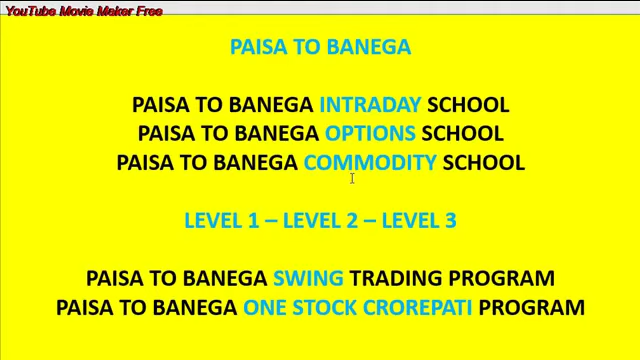 YouTube Movie Maker Free
PAISA TO BANEGA
PAISA TO BANEGA INTRADAY SCHOOL
PAISA TO BANEGA OPTIONS SCHOOL
PAISA TO BANEGA COMMODITY SCHOOL
LEVEL 1 – LEVEL 2 – LEVEL 3
PAISA TO BANEGA SWING TRADING PROGRAM
PAISA TO BANEGA ONE STOCK CROREPATI PROGRAM